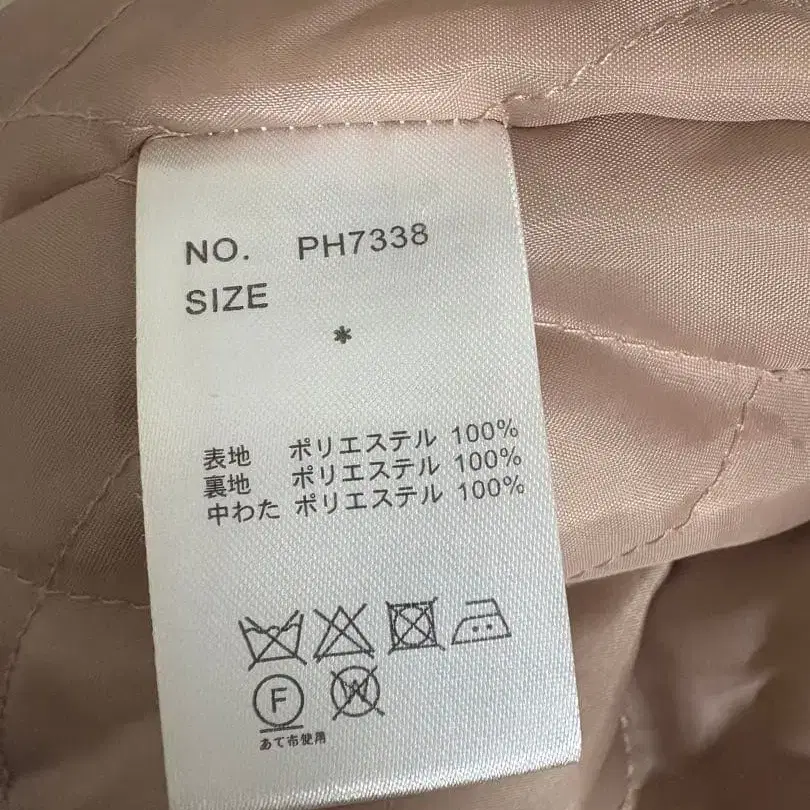 NO. PH7338
SIZE
*
表地 ポリエステル 100%
裏地 ポリエステル 100%
中わた ポリエステル 100%
F W
あて布使用